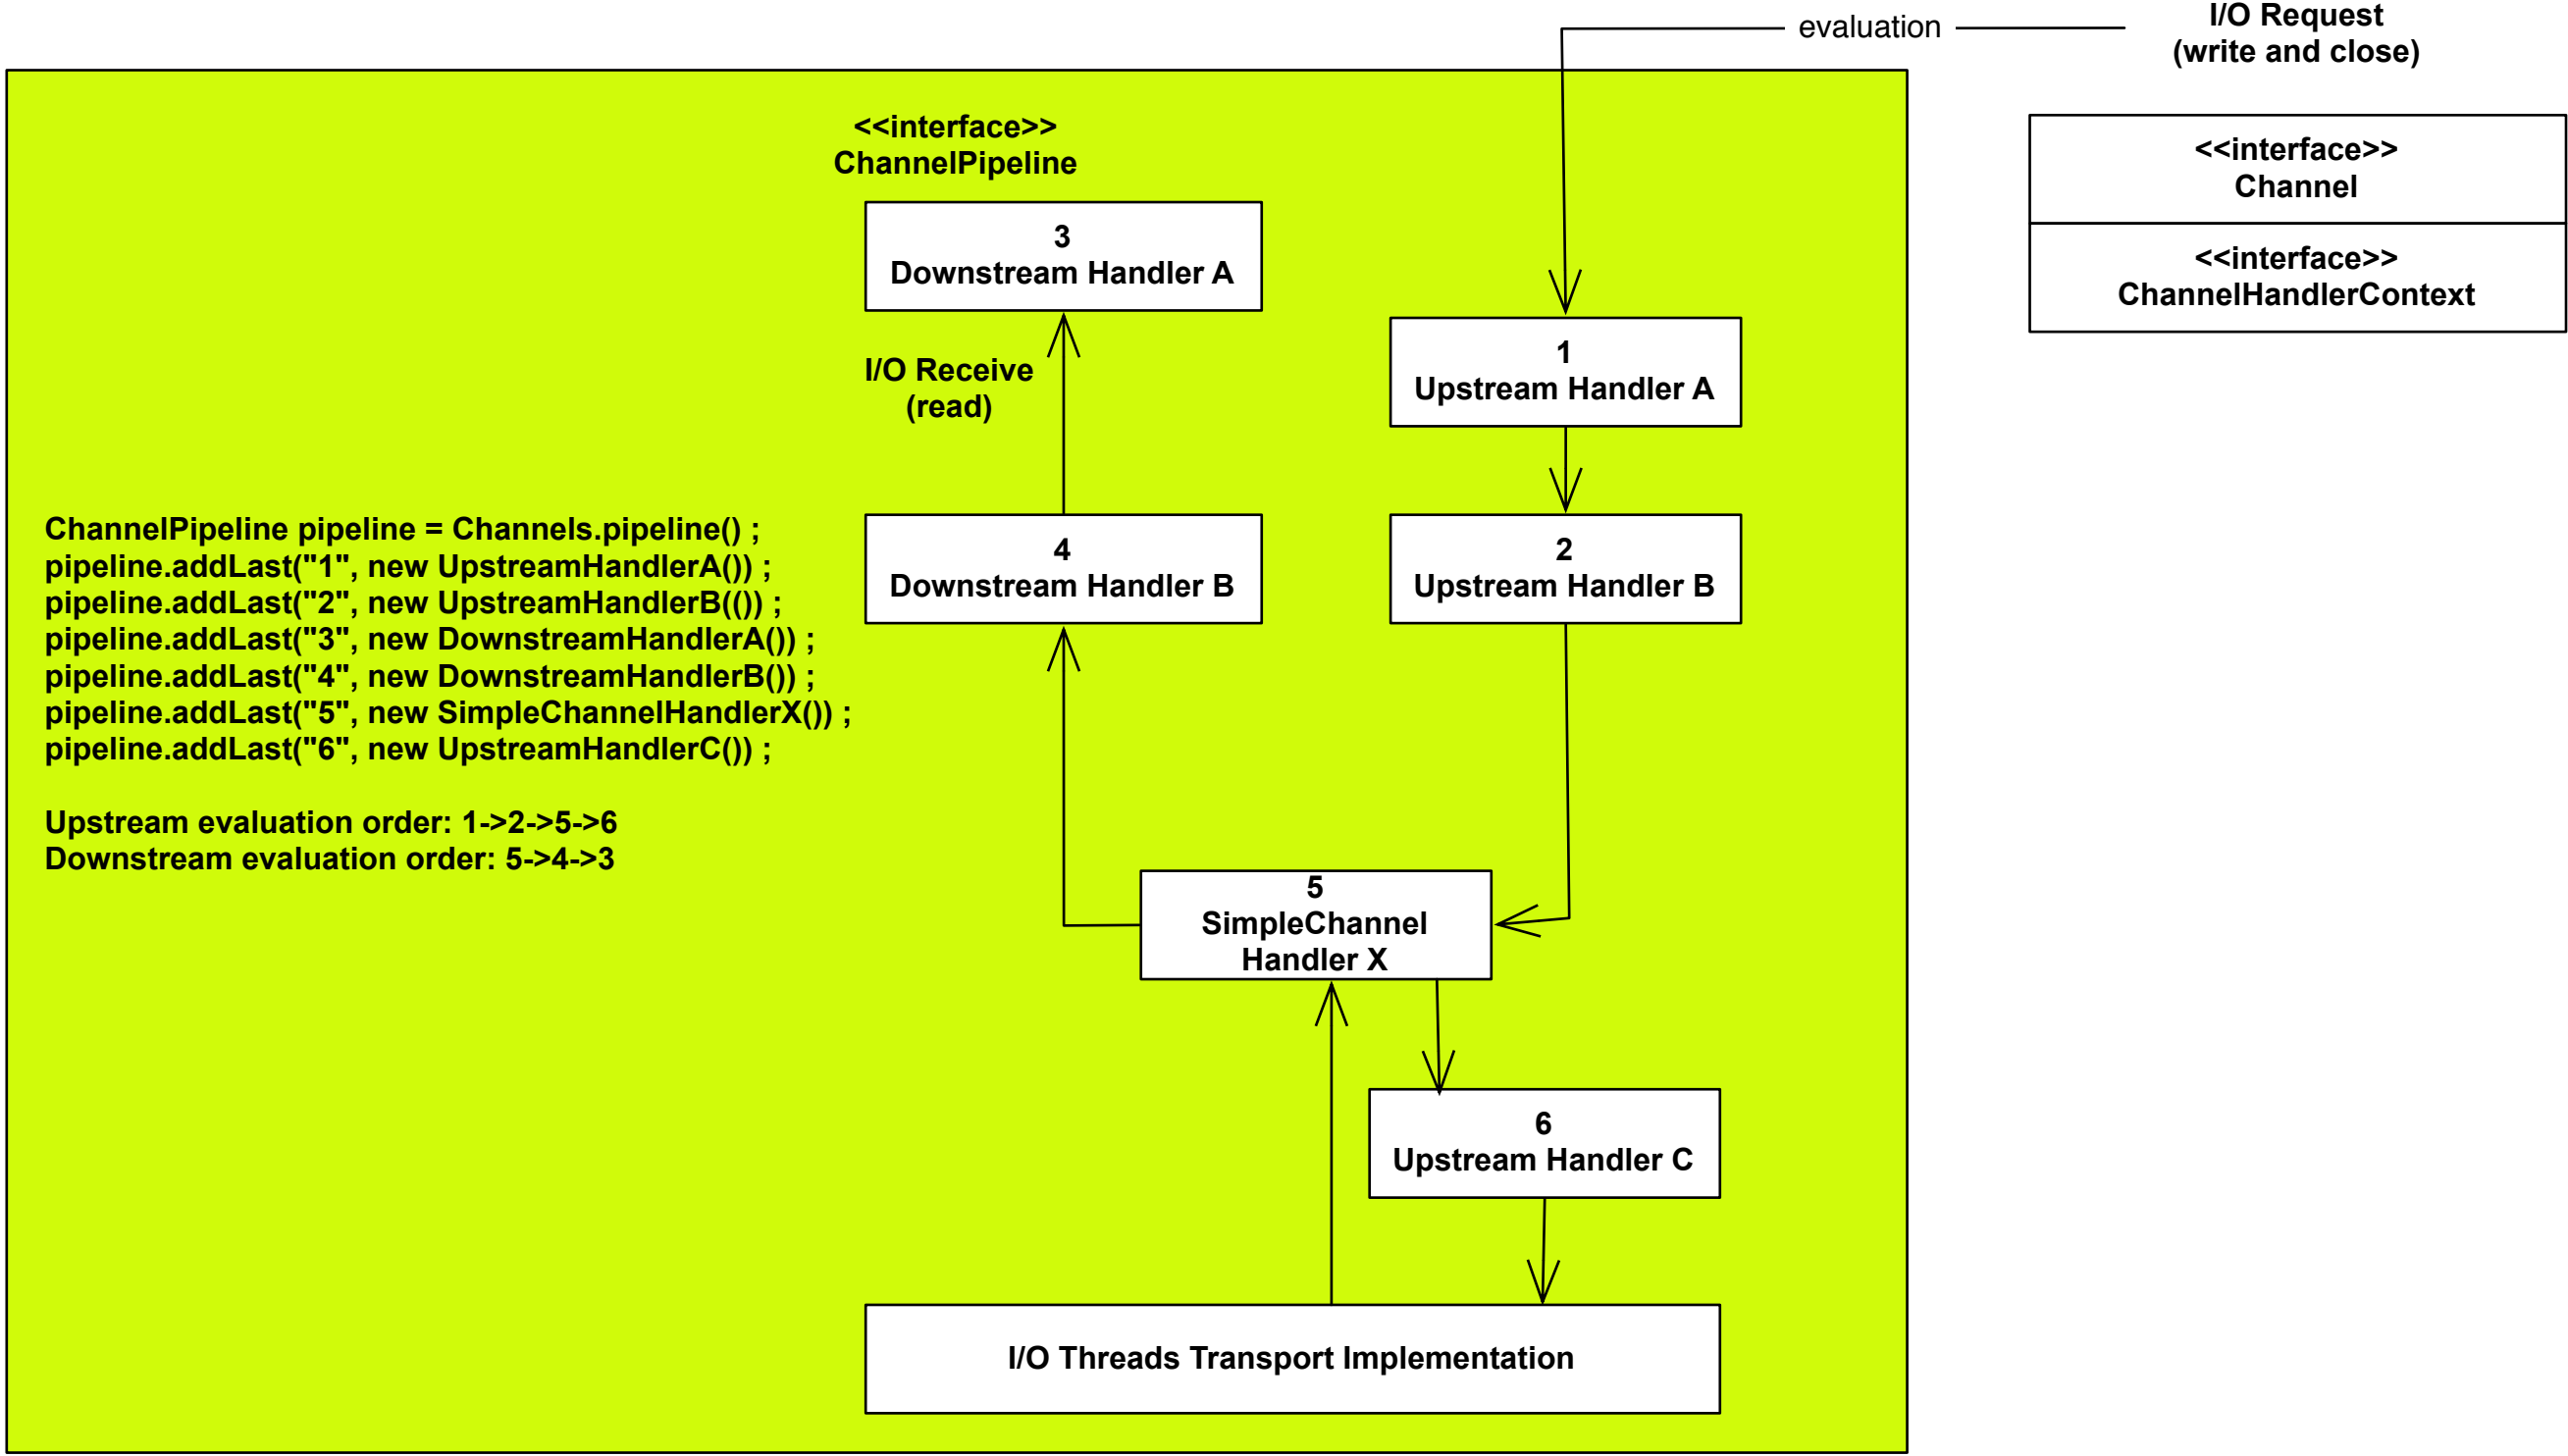 evaluation
I/O Request
(write and close)
<<interface>>
Channel
<<interface>>
ChannelHandlerContext
<<interface>>
ChannelPipeline
3
Downstream Handler A
I/O Receive
(read)
1
Upstream Handler A
4
Downstream Handler B
2
Upstream Handler B
ChannelPipeline pipeline = Channels.pipeline() ;
pipeline.addLast("1", new UpstreamHandlerA()) ;
pipeline.addLast("2", new UpstreamHandlerB(()) ;
pipeline.addLast("3", new DownstreamHandlerA()) ;
pipeline.addLast("4", new DownstreamHandlerB()) ;
pipeline.addLast("5", new SimpleChannelHandlerX()) ;
pipeline.addLast("6", new UpstreamHandlerC()) ;
Upstream evaluation order: 1->2->5->6
Downstream evaluation order: 5->4->3
5
SimpleChannel
Handler X
6
Upstream Handler C
I/O Threads Transport Implementation